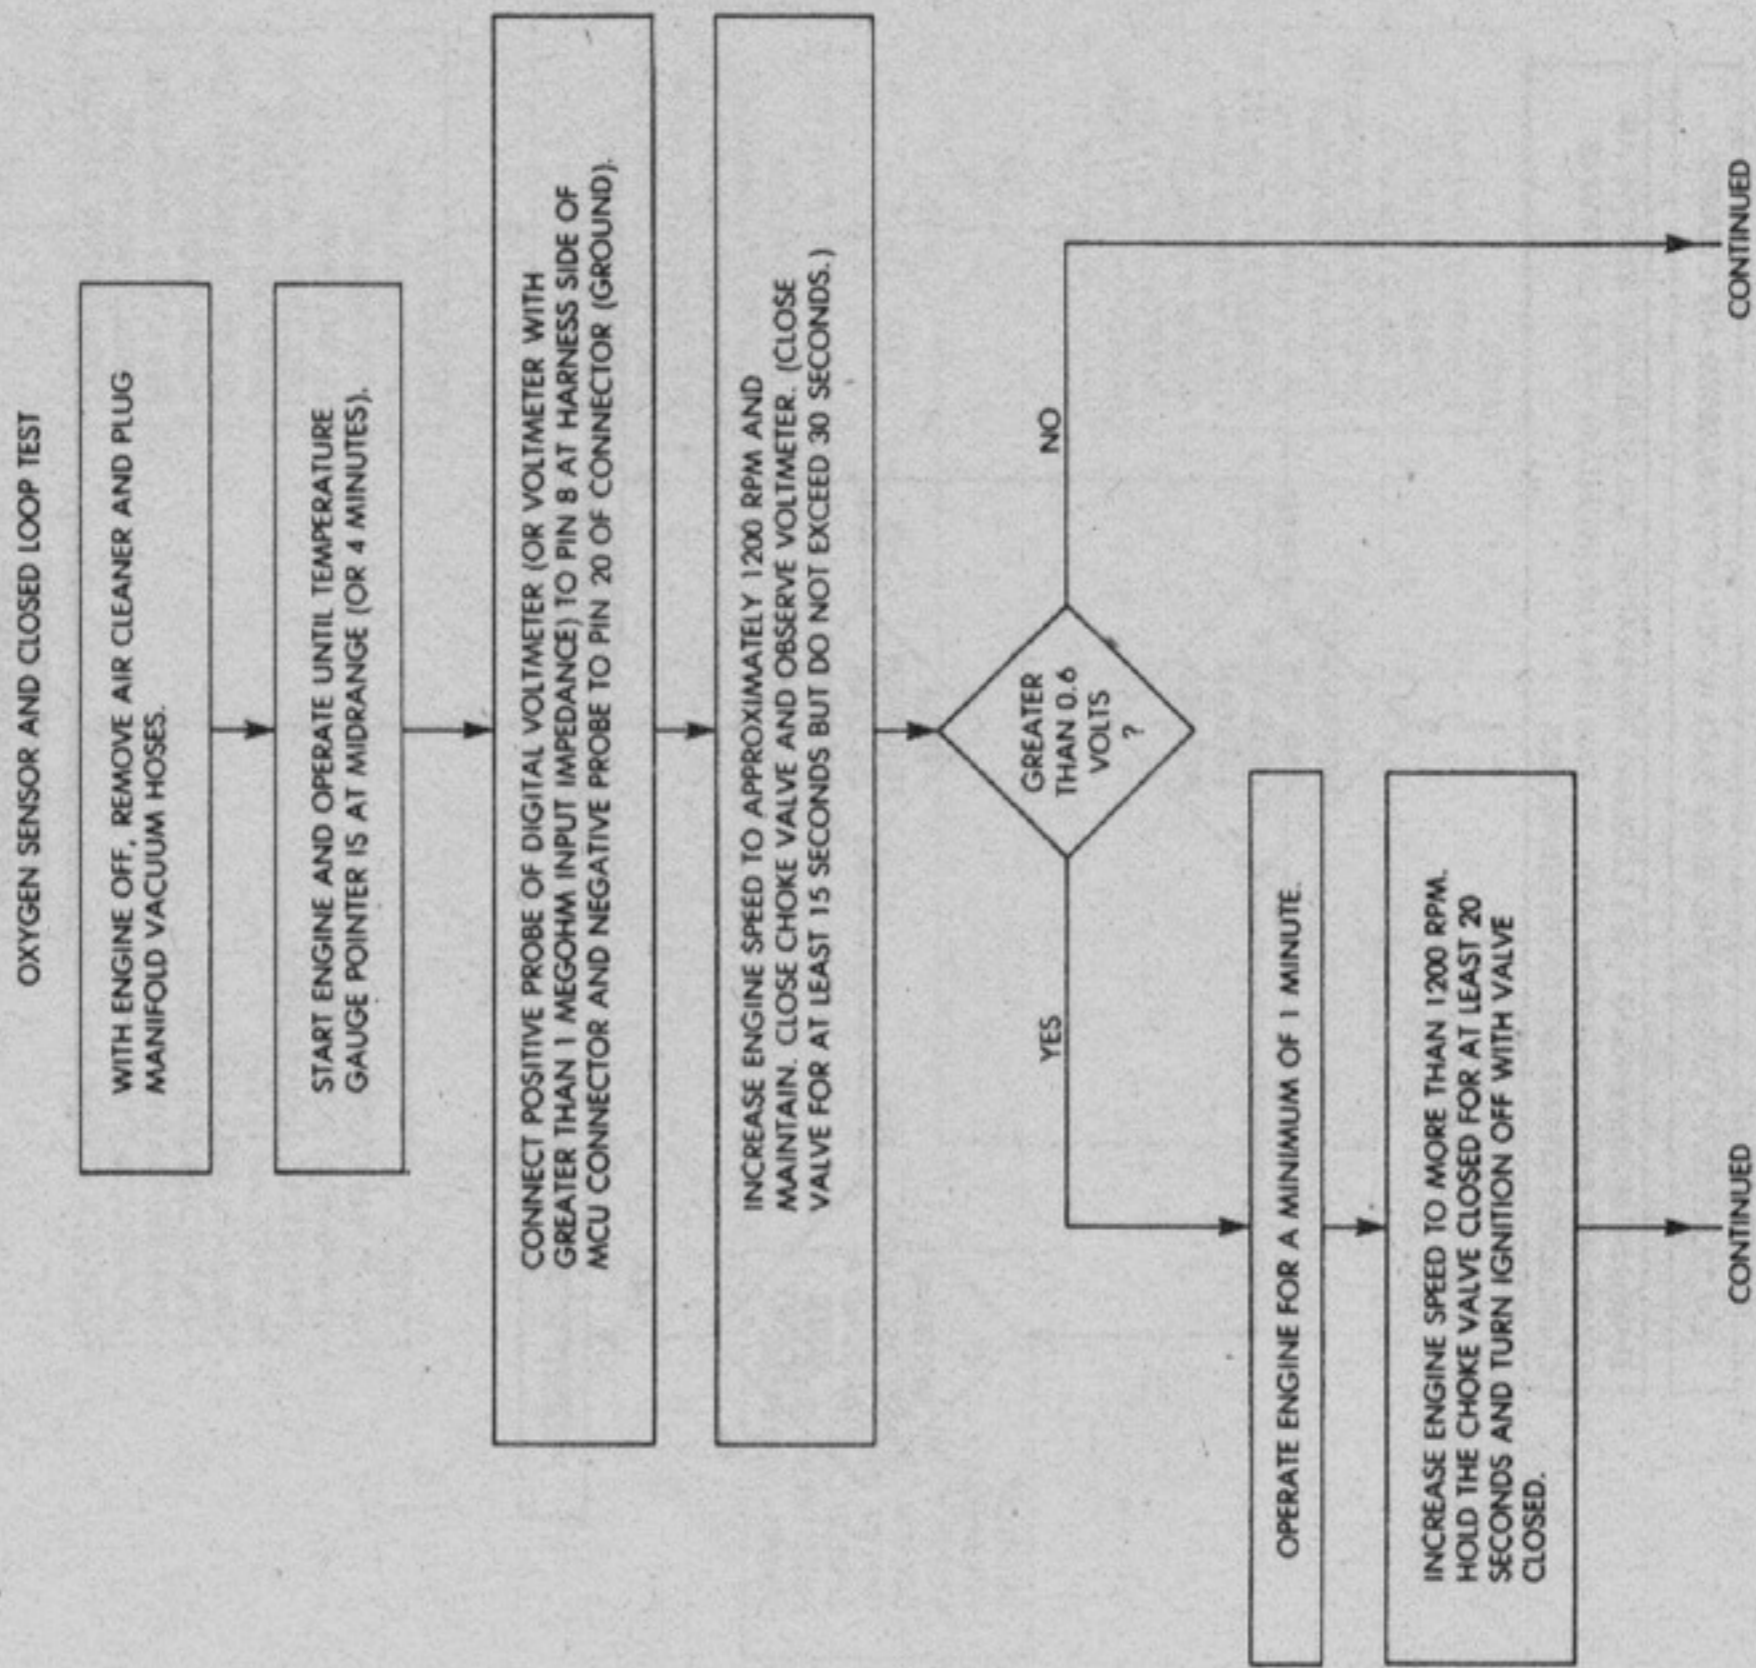 OXYGEN SENSOR AND CLOSED LOOP TEST
WITH ENGINE OFF, REMOVE AIR CLEANER AND PLUG
MANIFOLD VACUUM HOSES.
START ENGINE AND OPERATE UNTIL TEMPERATURE
GAUGE POINTER IS AT MIDRANGE (OR 4 MINUTES).
CONNECT POSITIVE PROBE OF DIGITAL VOLTMETER (OR VOLTMETER WITH
GREATER THAN 1 MEGOHM INPUT IMPEDANCE) TO PIN 8 AT HARNESS SIDE OF
MCU CONNECTOR AND NEGATIVE PROBE TO PIN 20 OF CONNECTOR (GROUND).
INCREASE ENGINE SPEED TO APPROXIMATELY 1200 RPM AND
MAINTAIN. CLOSE CHOKE VALVE AND OBSERVE VOLTMETER. (CLOSE
VALVE FOR AT LEAST 15 SECONDS BUT DO NOT EXCEED 30 SECONDS.)
GREATER
THAN 0.6
VOLTS
?
YES
NO
OPERATE ENGINE FOR A MINIMUM OF 1 MINUTE.
INCREASE ENGINE SPEED TO MORE THAN 1200 RPM.
HOLD THE CHOKE VALVE CLOSED FOR AT LEAST 20
SECONDS AND TURN IGNITION OFF WITH VALVE
CLOSED.
CONTINUED
CONTINUED